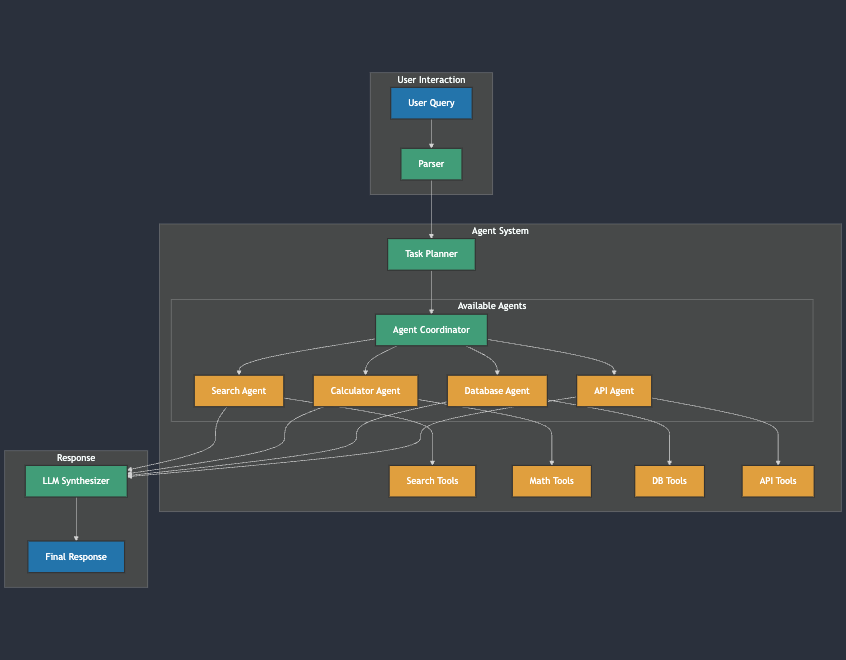 User Interaction
User Query
Parser
Agent System
Task Planner
Available Agents
Agent Coordinator
Search Agent
Calculator Agent
Database Agent
API Agent
Response
LLM Synthesizer
Search Tools
Math Tools
DB Tools
API Tools
Final Response